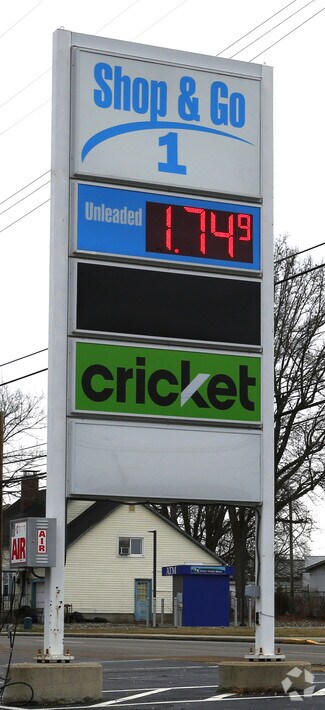 Shop & Go
1
Unleaded 1.749
cricket
AIR
AIR
ATM